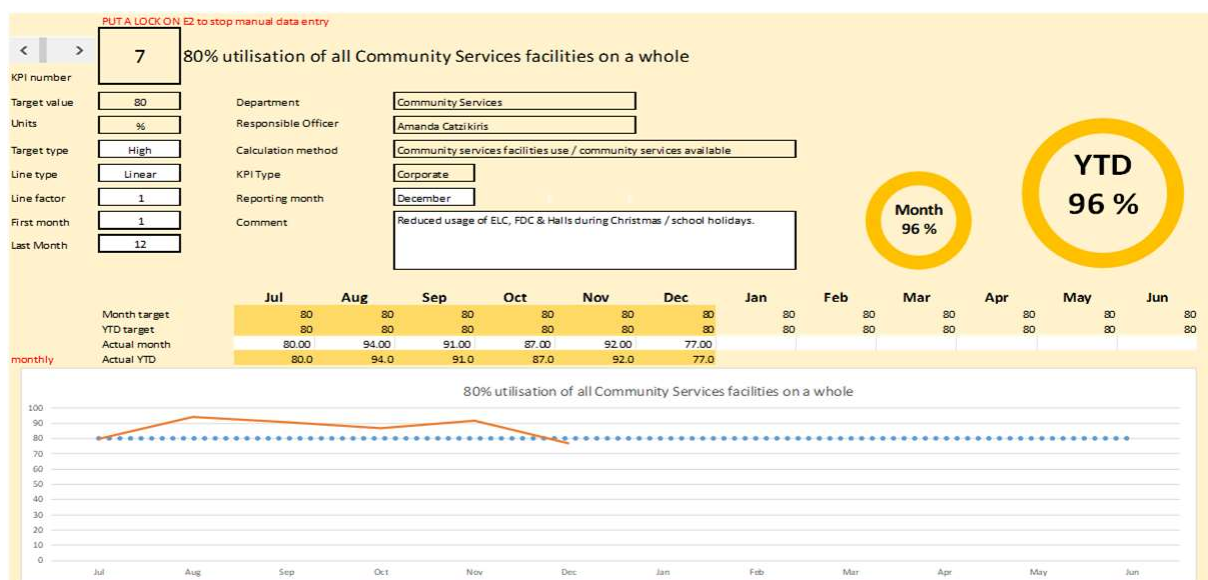 PUT A LOCK ON E2 to stop manual data entry
< >
7
80% utilisation of all Community Services facilities on a whole
KPI number
Target value 80 Department Community Services
Units % Responsible Officer Amanda Catzikiris
Target type High Calculation method Community services facilities use / community services available
Line type Linear KPI Type Corporate
Line factor 1 Reporting month December
First month 1 Comment Reduced usage of ELC, FDC & Halls during Christmas / school holidays.
Last Month 12
Month
96 %
YTD
96 %
Jul Aug Sep Oct Nov Dec Jan Feb Mar Apr May Jun
Month target 80 80 80 80 80 80 80 80 80 80 80 80
YTD target 80 80 80 80 80 80 80 80 80 80 80 80
Actual month 80.00 94.00 91.00 87.00 92.00 77.00
monthly Actual YTD 80.0 94.0 91.0 87.0 92.0 77.0
80% utilisation of all Community Services facilities on a whole
100
90
80
70
60
50
40
30
20
10
0
Jul Aug Sep Oct Nov Dec Jan Feb Mar Apr May Jun